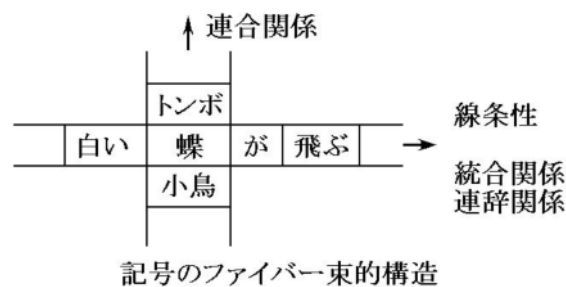 連合関係
トンボ
白い 蝶 が 飛ぶ
小鳥
線条性
統合関係
連辞関係
記号のファイバー束的構造